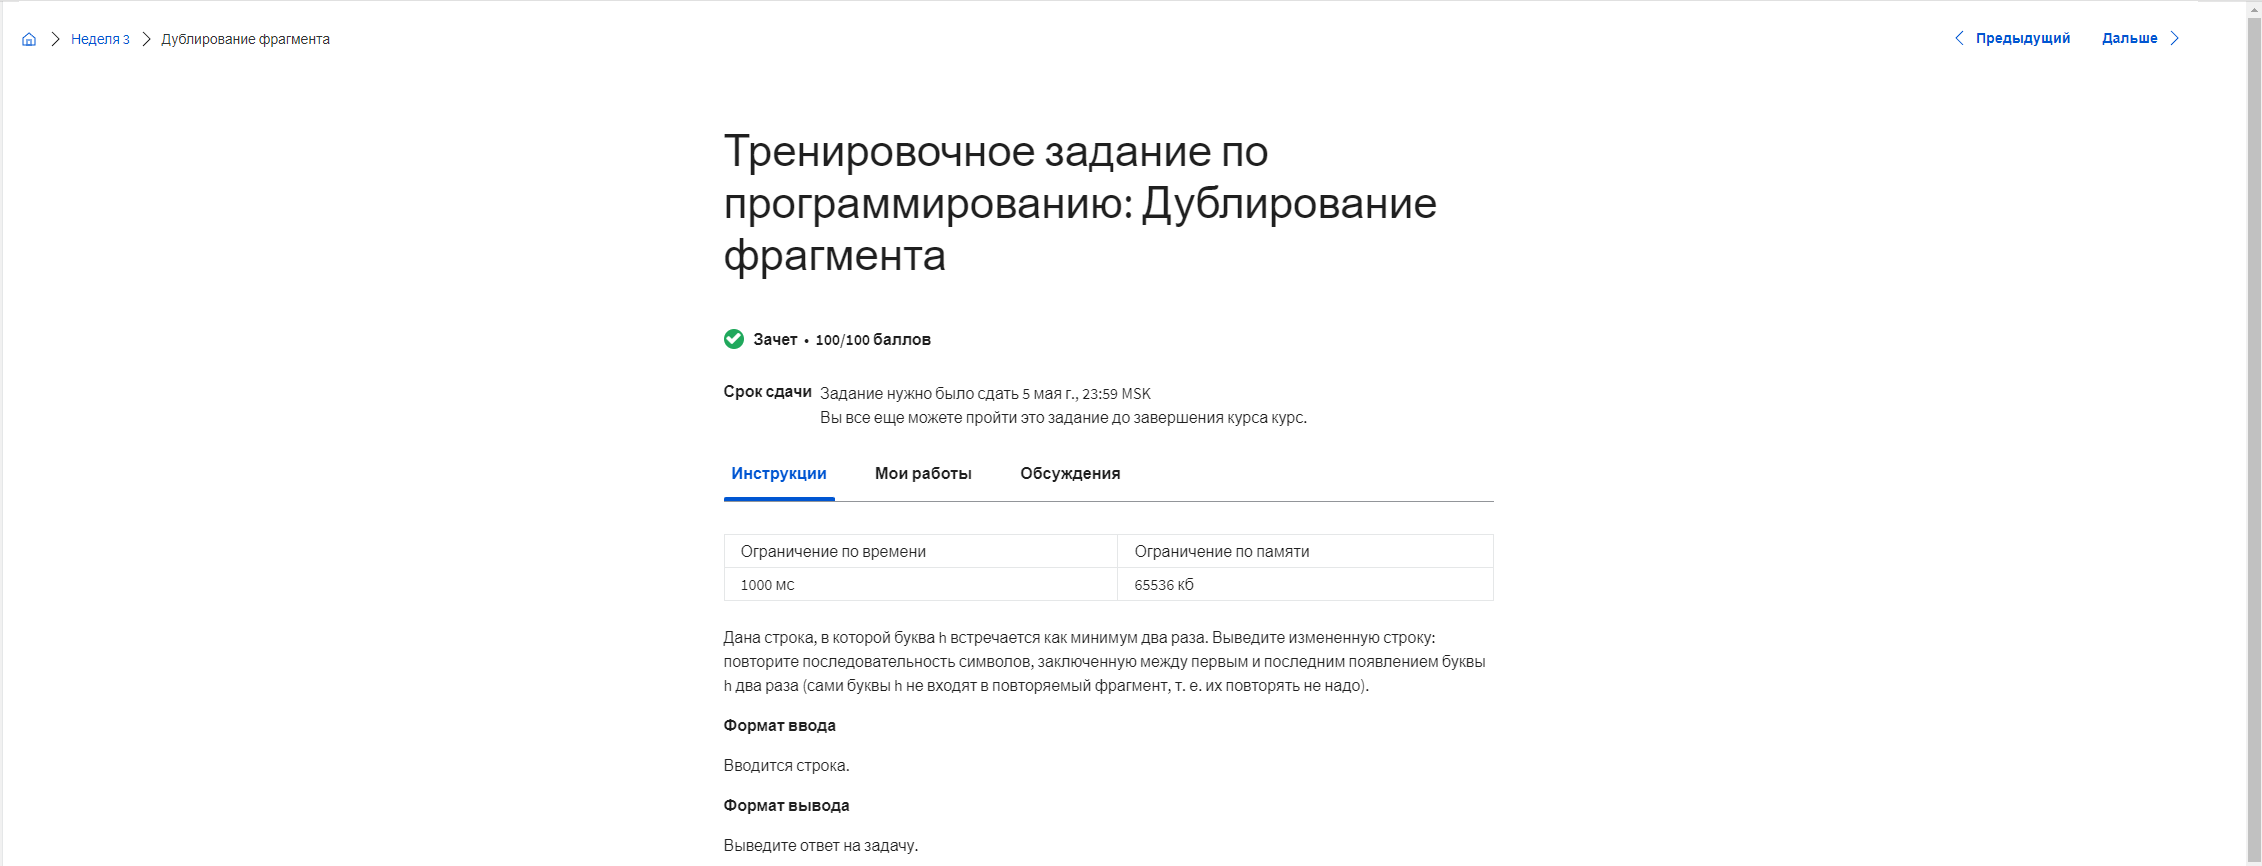 Неделя 3 Дублирование фрагмента
Предыдущий Дальше
Тренировочное задание по
программированию: Дублирование
фрагмента
Зачет • 100/100 баллов
Срок сдачи Задание нужно было сдать 5 мая г., 23:59 MSK
Вы все еще можете пройти это задание до завершения курса курс.
Инструкции Мои работы Обсуждения
Ограничение по времени Ограничение по памяти
1000 мс 65536 кб
Дана строка, в которой буква h встречается как минимум два раза. Выведите измененную строку:
повторите последовательность символов, заключенную между первым и последним появлением буквы
h два раза (сами буквы h не входят в повторяемый фрагмент, т. е. их повторять не надо).
Формат ввода
Вводится строка.
Формат вывода
Выведите ответ на задачу.